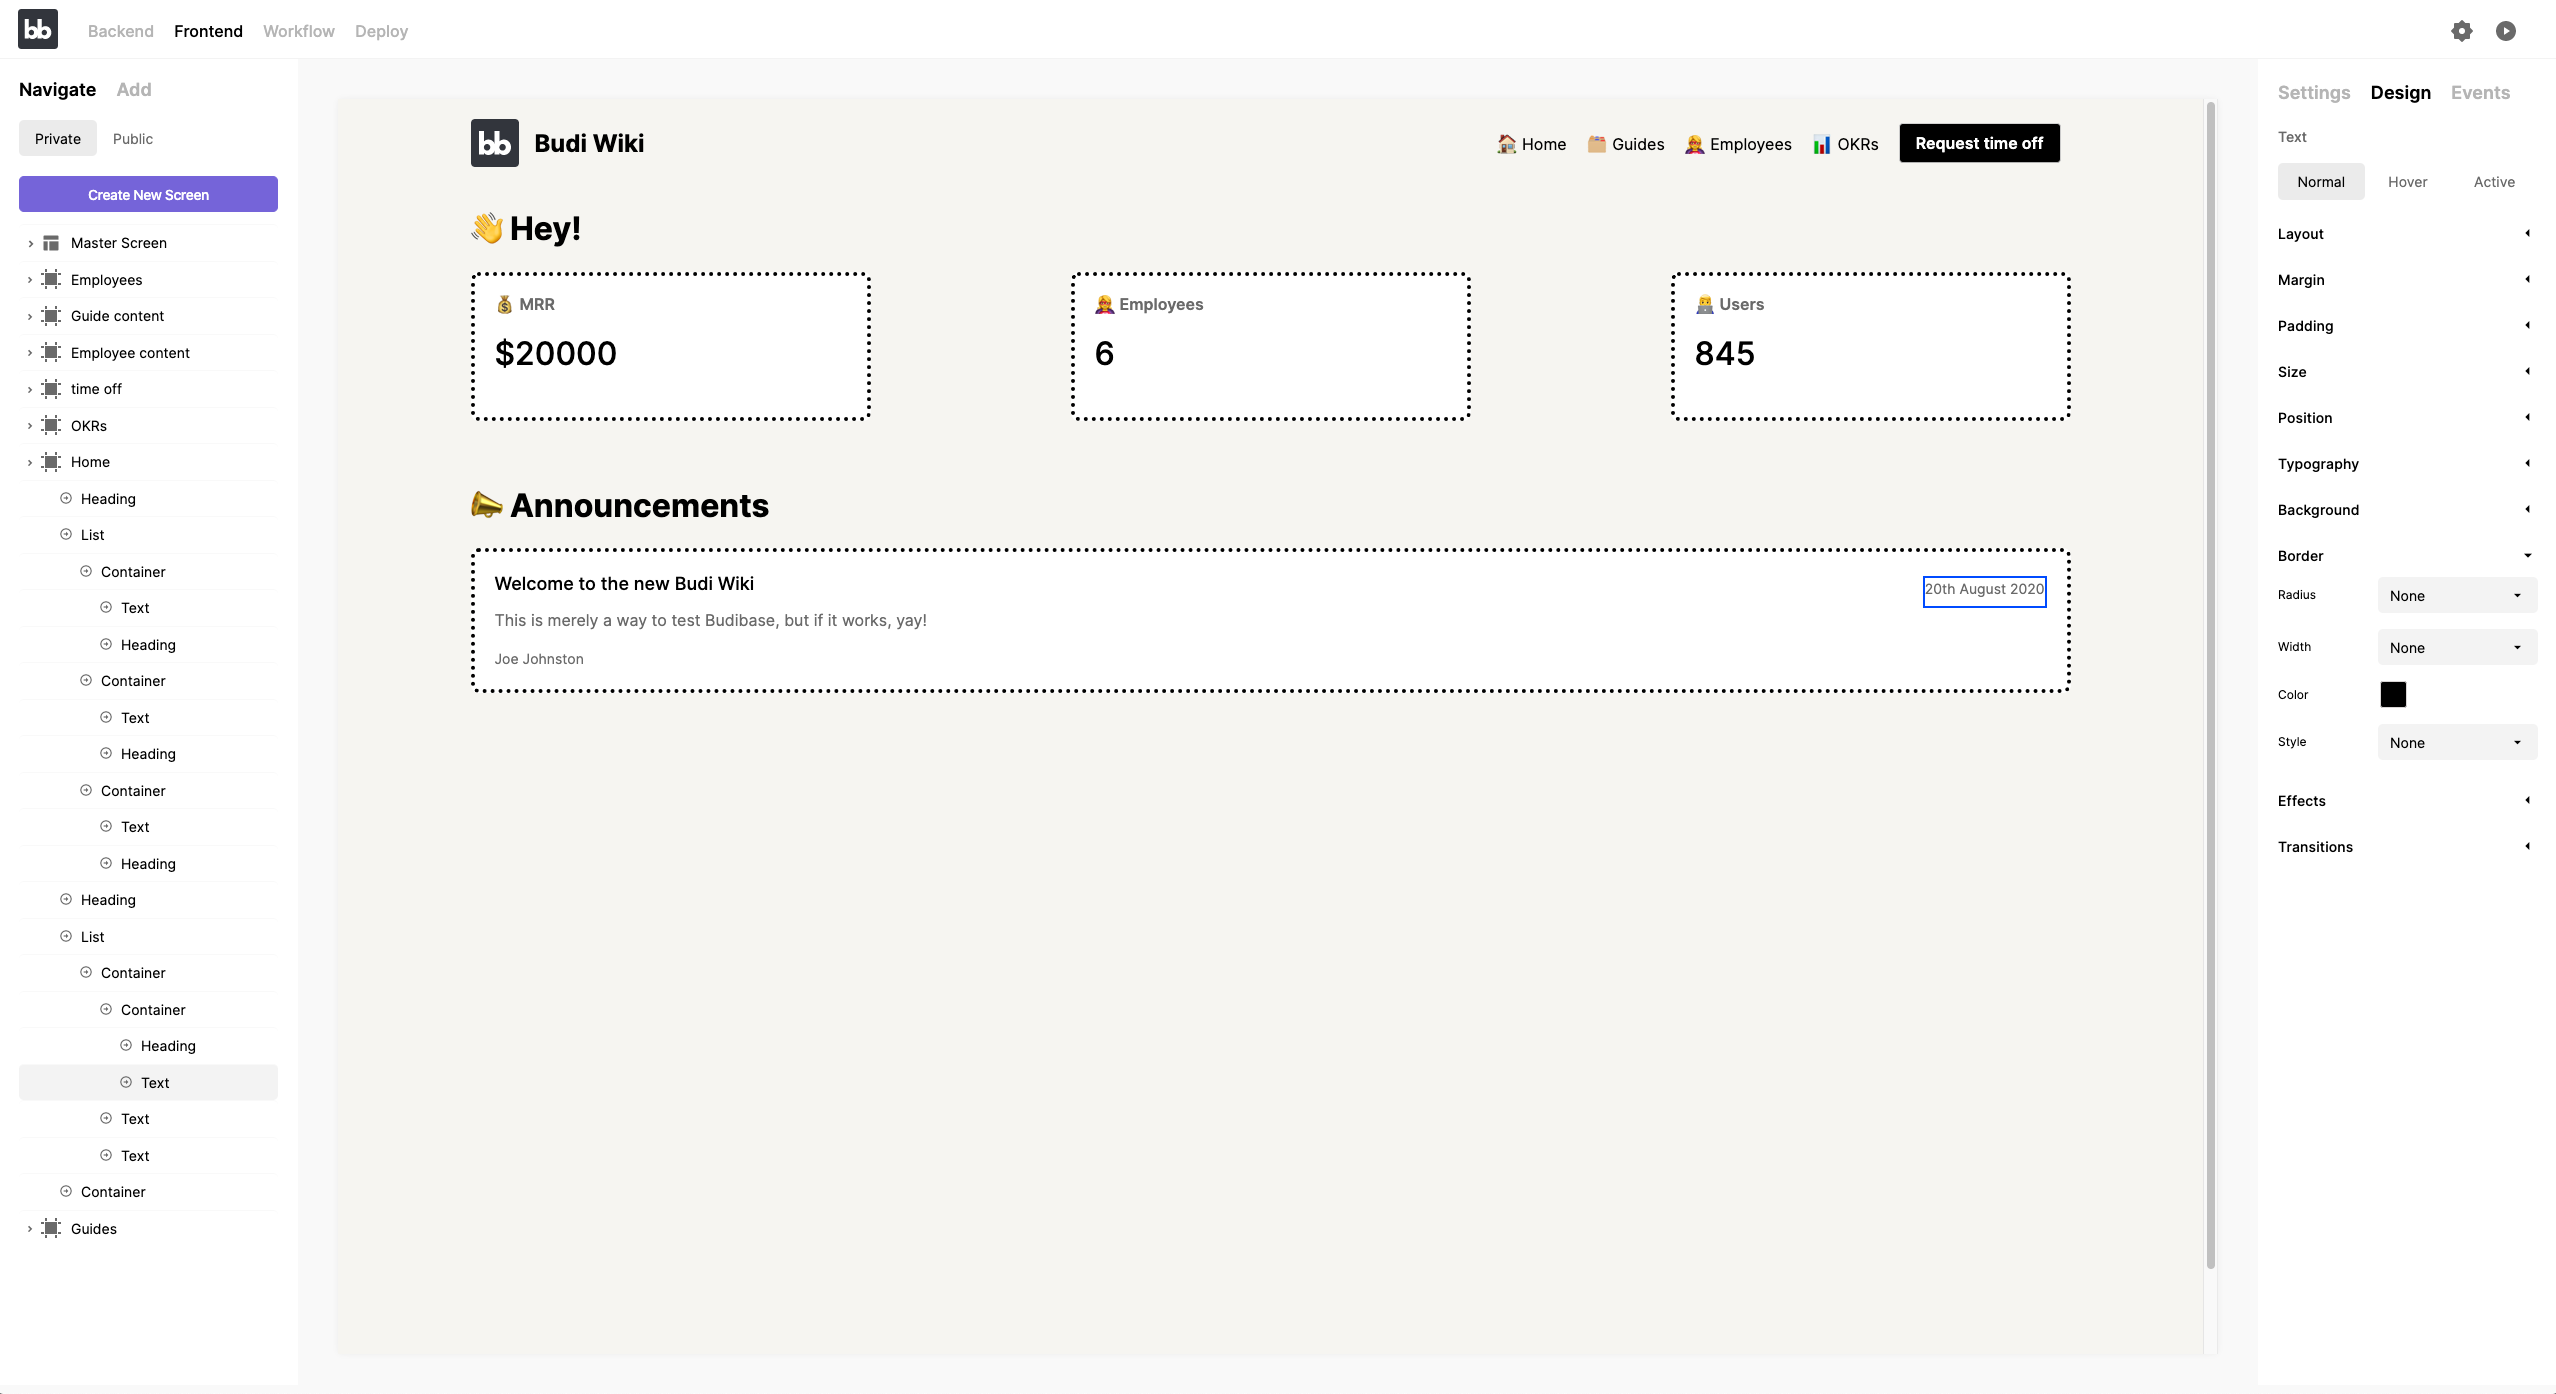 bb Backend Frontend Workflow Deploy
Navigate Add
Private Public
Create New Screen
Master Screen
Employees
Guide content
Employee content
time off
OKRs
Home
Heading
List
Container
Text
Heading
Container
Text
Heading
Container
Text
Heading
Heading
List
Container
Container
Heading
Text
Text
Text
Container
Guides
bb Budi Wiki
Home Guides Employees OKRs Request time off
Hey!
MRR
$20000
Employees
6
Users
845
Announcements
Welcome to the new Budi Wiki
20th August 2020
This is merely a way to test Budibase, but if it works, yay!
Joe Johnston
Settings Design Events
Text
Normal Hover Active
Layout
Margin
Padding
Size
Position
Typography
Background
Border
Radius None
Width None
Color
Style None
Effects
Transitions